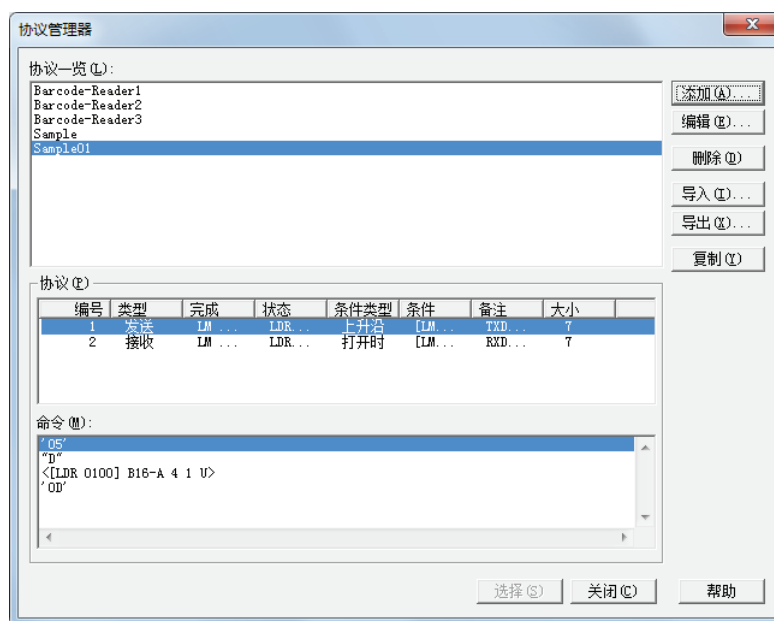 协议管理器
协议一览(L):
Barcode-Reader1
Barcode-Reader2
Barcode-Reader3
Sample
Sample01
添加(A)...
编辑(E)...
删除(D)
导入(I)...
导出(X)...
复制(Y)
协议(P)
编号 类型 完成 状态 条件类型 条件 备注 大小
1 发送 LM ... LDR... 上升沿 [LM... TXD... 7
2 接收 LM ... LDR... 打开时 [LM... RXD... 7
命令(M):
'05'
"D"
<[LDR 0100] B16-A 4 1 U>
'0D'
选择(S) 关闭(C) 帮助